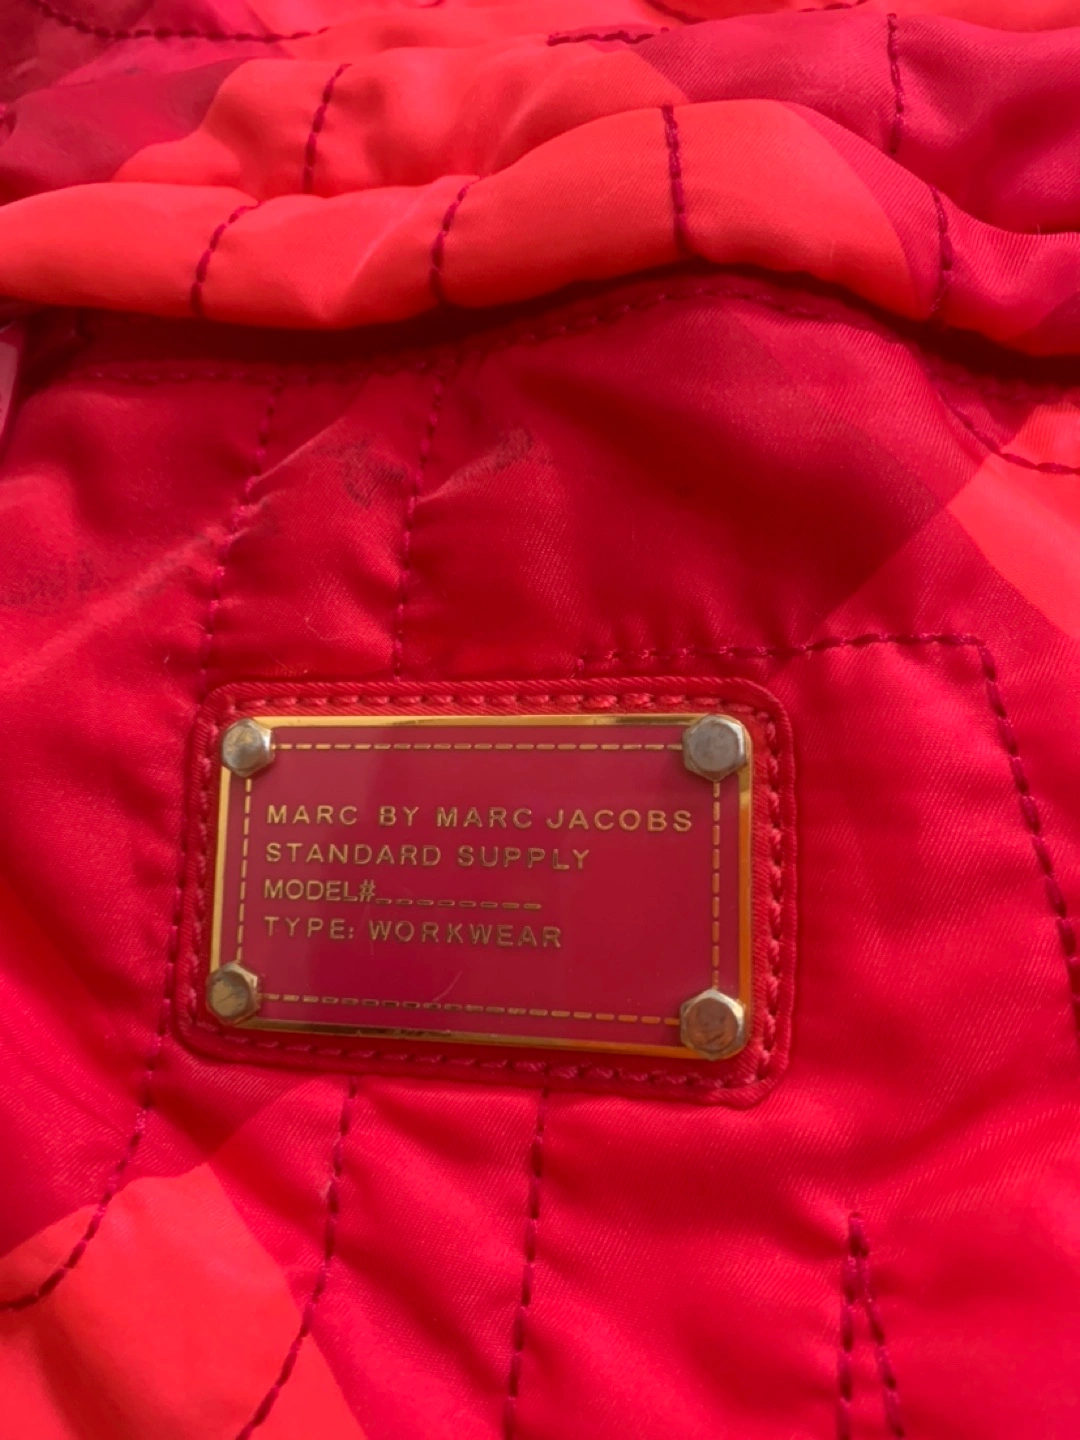 MARC BY MARC JACOBS
STANDARD SUPPLY
MODEL#_________
TYPE: WORKWEAR